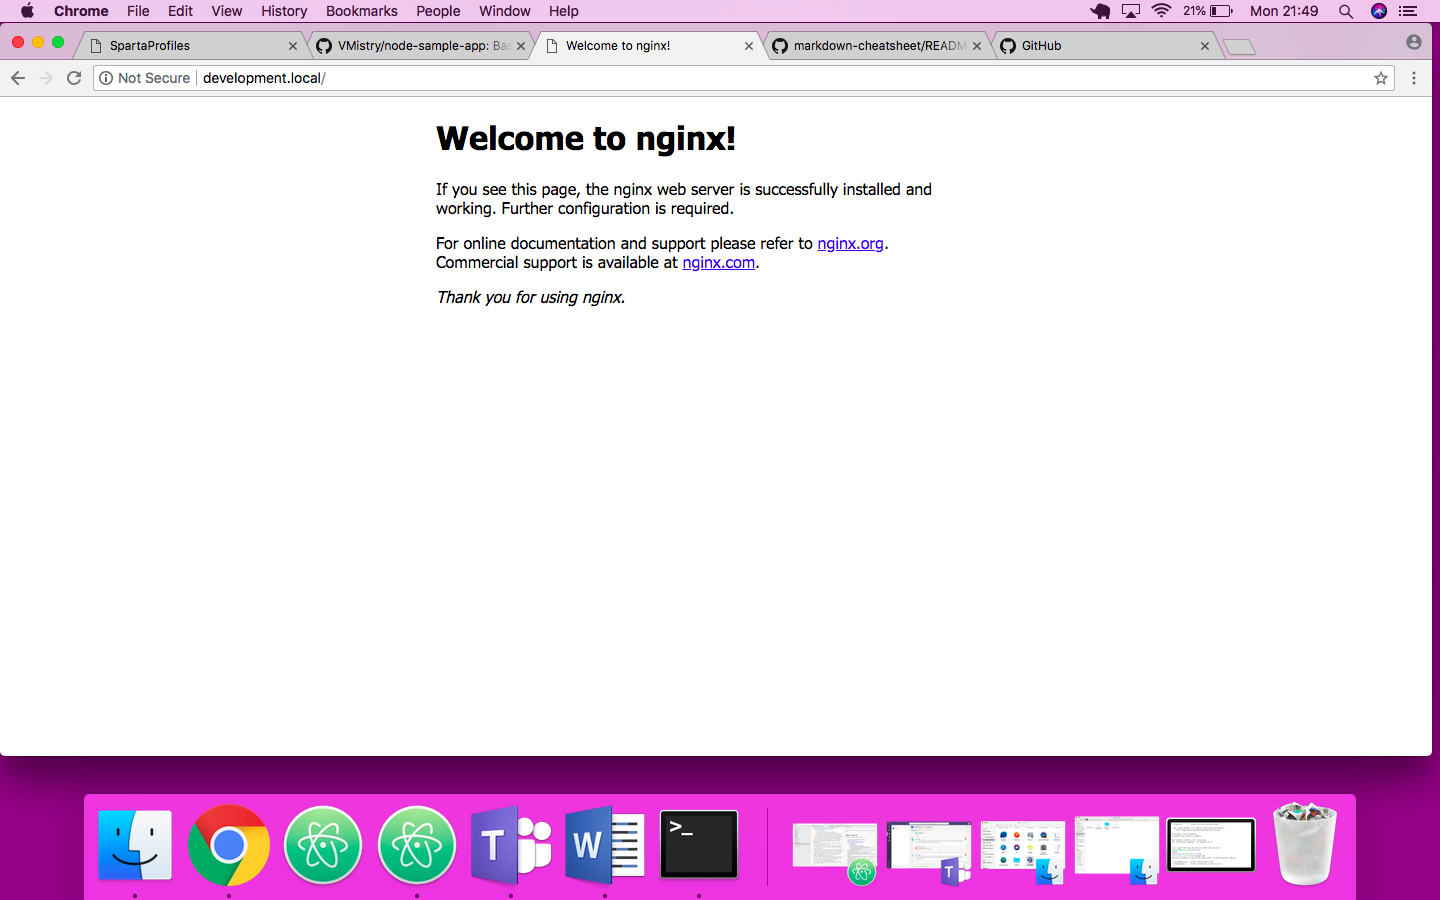 Chrome File Edit View History Bookmarks People Window Help 21% Mon 21:49
SpartaProfiles VMistry/node-sample-app: Bas Welcome to nginx! markdown-cheatsheet/READM GitHub
Not Secure development.local/
Welcome to nginx!
If you see this page, the nginx web server is successfully installed and
working. Further configuration is required.
For online documentation and support please refer to nginx.org.
Commercial support is available at nginx.com.
Thank you for using nginx.
T W >_
T